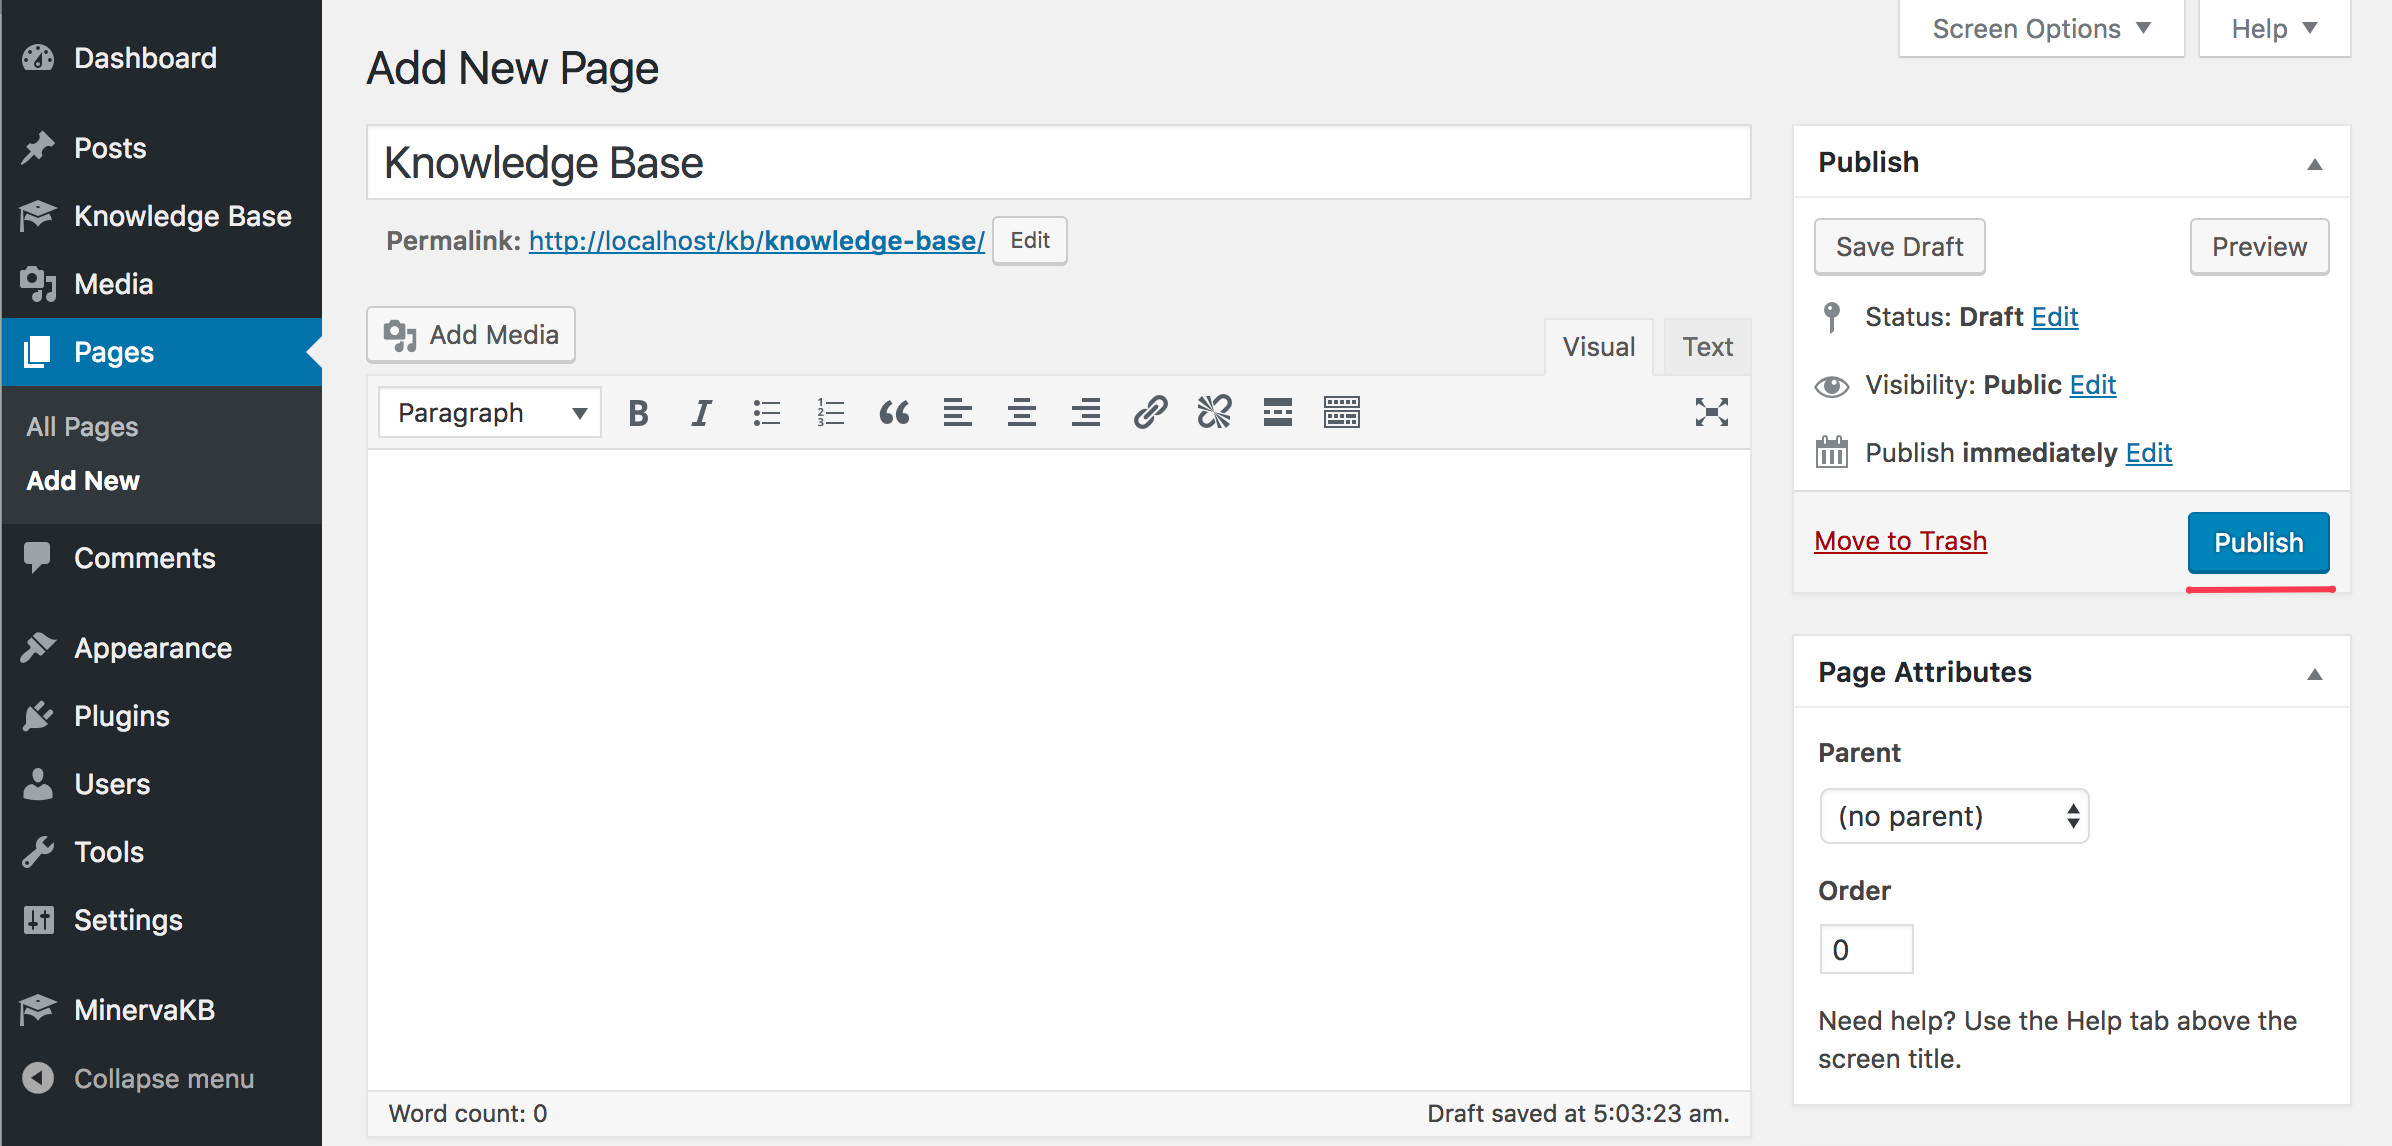 Dashboard
Posts
Knowledge Base
Media
Pages
All Pages
Add New
Comments
Appearance
Plugins
Users
Tools
Settings
MinervaKB
Collapse menu
Screen Options
Help
Add New Page
Knowledge Base
Permalink: http://localhost/kb/knowledge-base/ Edit
Add Media
Visual
Text
Paragraph
B I
1
2
3
Word count: 0
Draft saved at 5:03:23 am.
Publish
Save Draft
Preview
Status: Draft Edit
Visibility: Public Edit
Publish immediately Edit
Move to Trash
Publish
Page Attributes
Parent
(no parent)
Order
0
Need help? Use the Help tab above the
screen title.